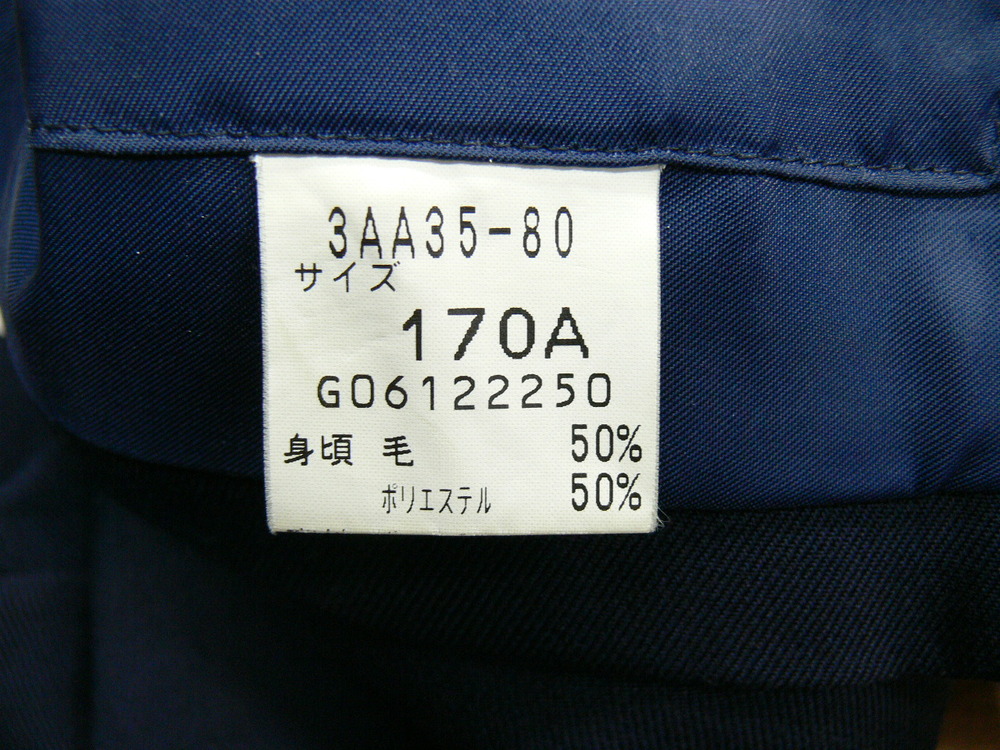 3AA35-80
サイズ
170A
G06122250
身頃 毛 50%
ポリエステル 50%